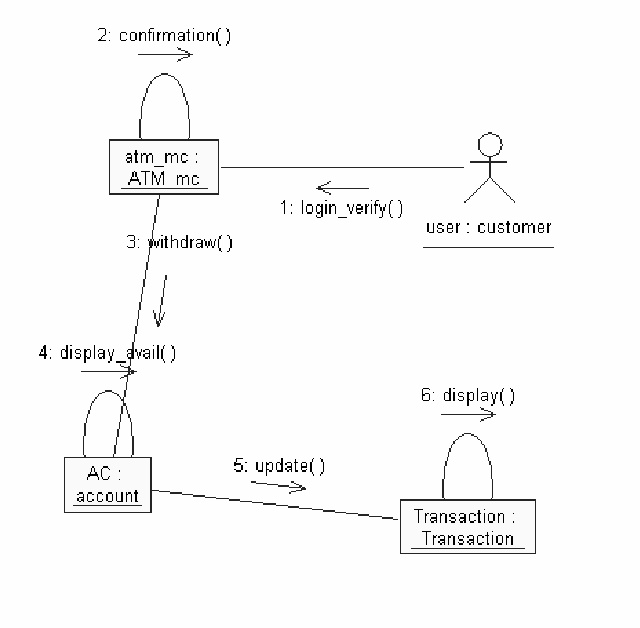 2: confirmation( )
atm_mc :
ATM_mc
1: login_verify( )
user : customer
3: withdraw( )
4: display_avail( )
6: display( )
AC :
account
5: update( )
Transaction :
Transaction